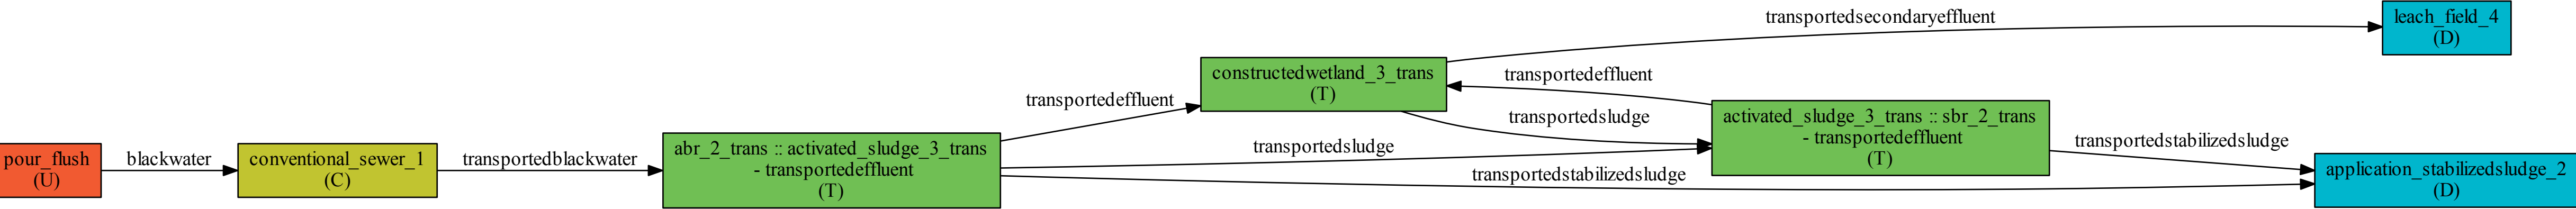 pour_flush
(U)
blackwater
conventional_sewer_1
(C)
transportedblackwater
abr_2_trans :: activated_sludge_3_trans
- transportedeffluent
(T)
transportedeffluent
transportedsludge
transportedstabilizedsludge
constructedwetland_3_trans
(T)
transportedsecondaryeffluent
transportedeffluent
transportedsludge
activated_sludge_3_trans :: sbr_2_trans
- transportedeffluent
(T)
transportedstabilizedsludge
leach_field_4
(D)
application_stabilizedsludge_2
(D)